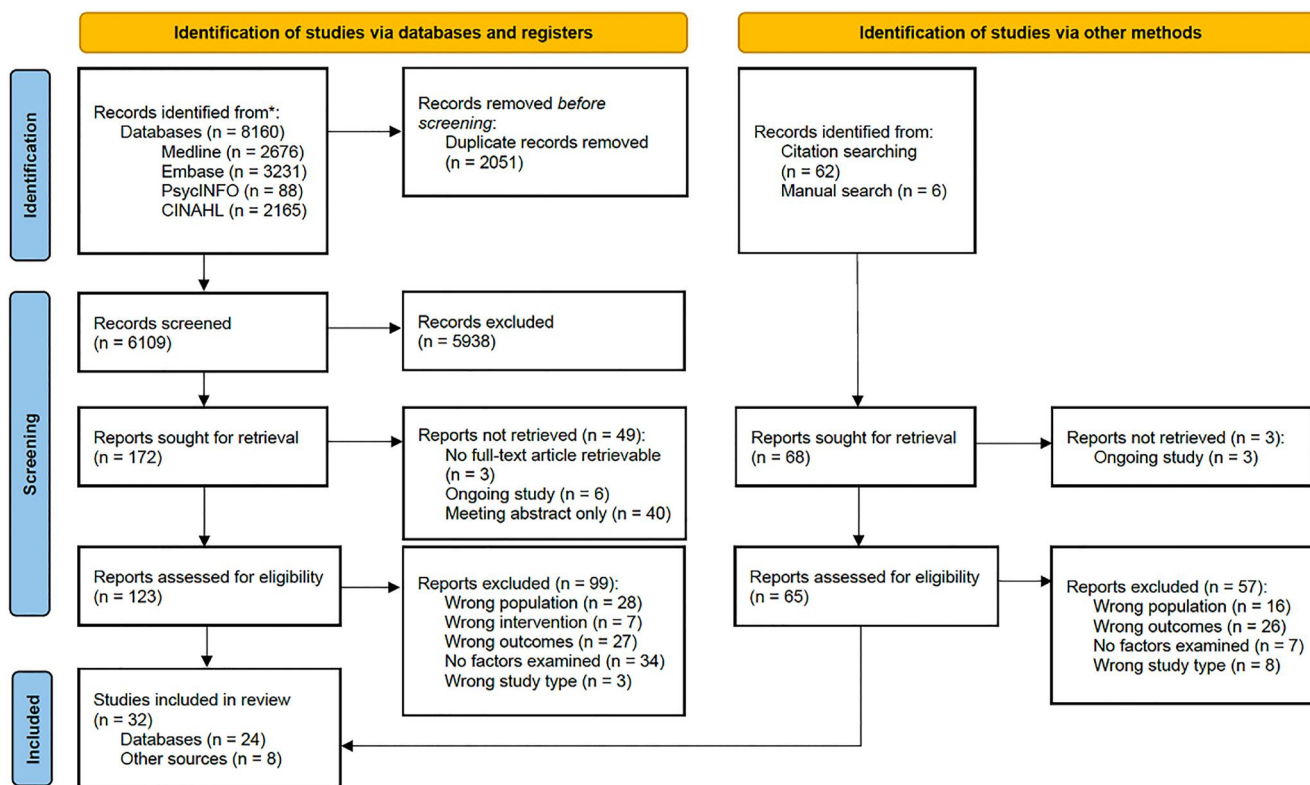 Identification of studies via databases and registers
Identification of studies via other methods
Identification
Records identified from*:
Databases (n = 8160)
Medline (n = 2676)
Embase (n = 3231)
PsycINFO (n = 88)
CINAHL (n = 2165)
Records removed before
screening:
Duplicate records removed
(n = 2051)
Records identified from:
Citation searching
(n = 62)
Manual search (n = 6)
Screening
Records screened
(n = 6109)
Records excluded
(n = 5938)
Reports sought for retrieval
(n = 172)
Reports not retrieved (n = 49):
No full-text article retrievable
(n = 3)
Ongoing study (n = 6)
Meeting abstract only (n = 40)
Reports sought for retrieval
(n = 68)
Reports not retrieved (n = 3):
Ongoing study (n = 3)
Reports assessed for eligibility
(n = 123)
Reports excluded (n = 99):
Wrong population (n = 28)
Wrong intervention (n = 7)
Wrong outcomes (n = 27)
No factors examined (n = 34)
Wrong study type (n = 3)
Reports assessed for eligibility
(n = 65)
Reports excluded (n = 57):
Wrong population (n = 16)
Wrong outcomes (n = 26)
No factors examined (n = 7)
Wrong study type (n = 8)
Included
Studies included in review
(n = 32)
Databases (n = 24)
Other sources (n = 8)